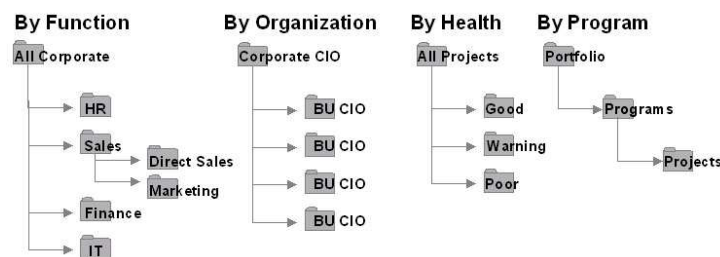 By Function
All Corporate
HR
Sales
Direct Sales
Marketing
Finance
IT
By Organization
Corporate CIO
BU CIO
BU CIO
BU CIO
BU CIO
By Health
All Projects
Good
Warning
Poor
By Program
Portfolio
Programs
Projects